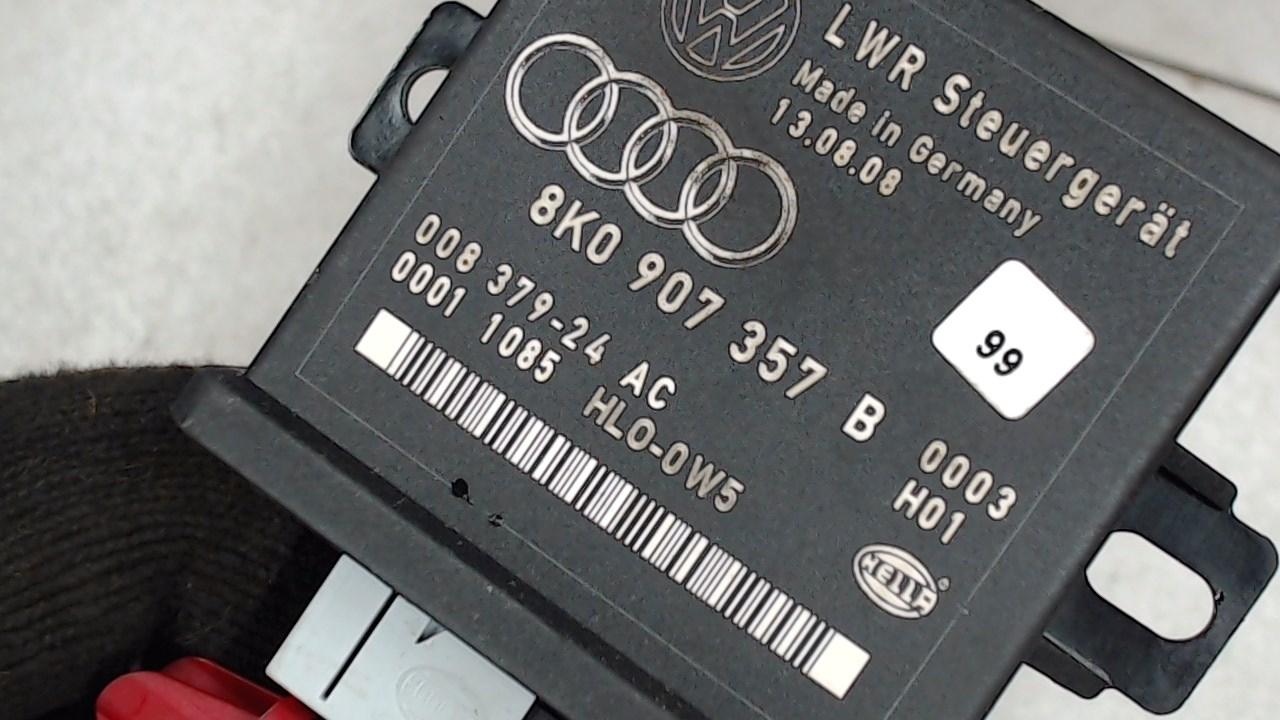 LWR Steuergerät
Made in Germany
13.08.08
8K0 907 357 B
99
008 379-24 AC
0001 1085 HLO-0W5
0003
H01
HELLA®